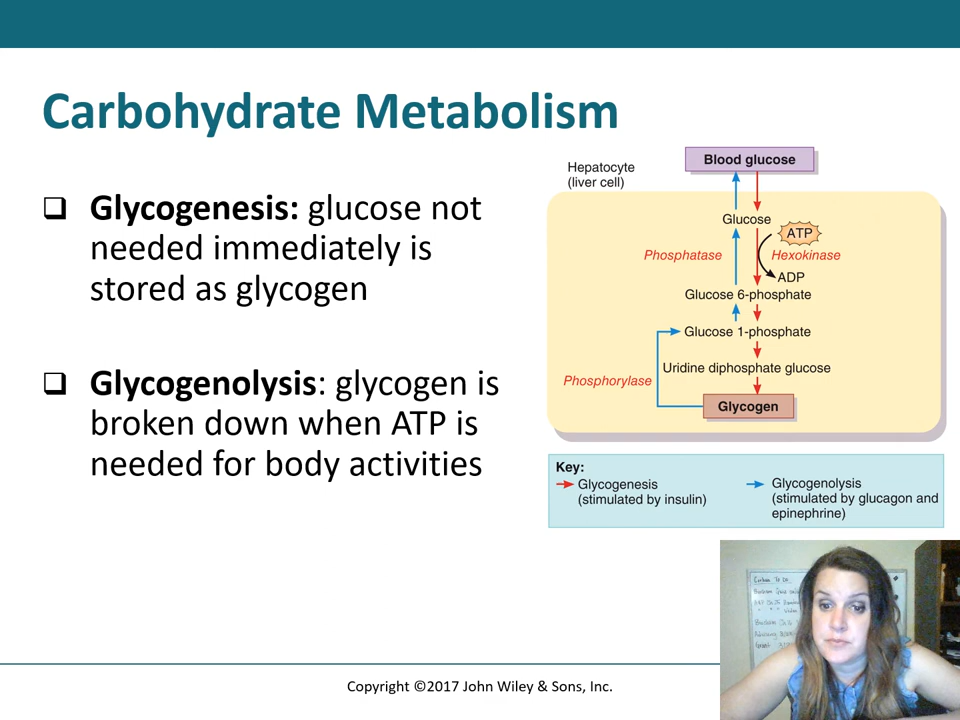 Carbohydrate Metabolism
❑ Glycogenesis: glucose not
needed immediately is
stored as glycogen
❑ Glycogenolysis: glycogen is
broken down when ATP is
needed for body activities
Hepatocyte
(liver cell)
Blood glucose
Glucose
ATP
Phosphatase
Hexokinase
ADP
Glucose 6-phosphate
Glucose 1-phosphate
Uridine diphosphate glucose
Phosphorylase
Glycogen
Key:
Glycogenesis
(stimulated by insulin)
Glycogenolysis
(stimulated by glucagon and
epinephrine)
Copyright ©2017 John Wiley & Sons, Inc.